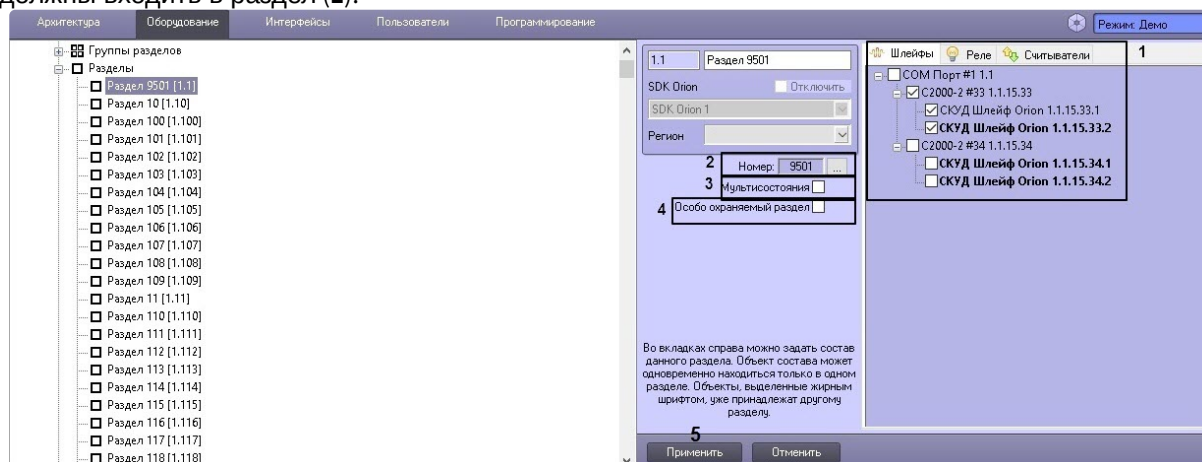 должны входить в раздел (2).
Архитектура Оборудование Интерфейсы Пользователи Программирование Режим: Демо
Группы разделов
Разделы
Раздел 9501 [1.1]
Раздел 10 [1.10]
Раздел 100 [1.100]
Раздел 101 [1.101]
Раздел 102 [1.102]
Раздел 103 [1.103]
Раздел 104 [1.104]
Раздел 105 [1.105]
Раздел 106 [1.106]
Раздел 107 [1.107]
Раздел 108 [1.108]
Раздел 109 [1.109]
Раздел 11 [1.11]
Раздел 110 [1.110]
Раздел 111 [1.111]
Раздел 112 [1.112]
Раздел 113 [1.113]
Раздел 114 [1.114]
Раздел 115 [1.115]
Раздел 116 [1.116]
Раздел 117 [1.117]
Раздел 118 [1.118]
1.1 Раздел 9501
SDK Orion Отключить
SDK Orion 1
Регион
2 Номер: 9501 ...
3 Мультисостояния
4 Особо охраняемый раздел
Во вкладках справа можно задать состав
данного раздела. Объект состава может
одновременно находиться только в одном
разделе. Объекты, выделенные жирным
шрифтом, уже принадлежат другому
разделу.
5
Применить Отменить
Шлейфы Реле Считыватели 1
COM Порт #1 1.1
С2000-2 #33 1.1.15.33
СКУД Шлейф Orion 1.1.15.33.1
СКУД Шлейф Orion 1.1.15.33.2
С2000-2 #34 1.1.15.34
СКУД Шлейф Orion 1.1.15.34.1
СКУД Шлейф Orion 1.1.15.34.2